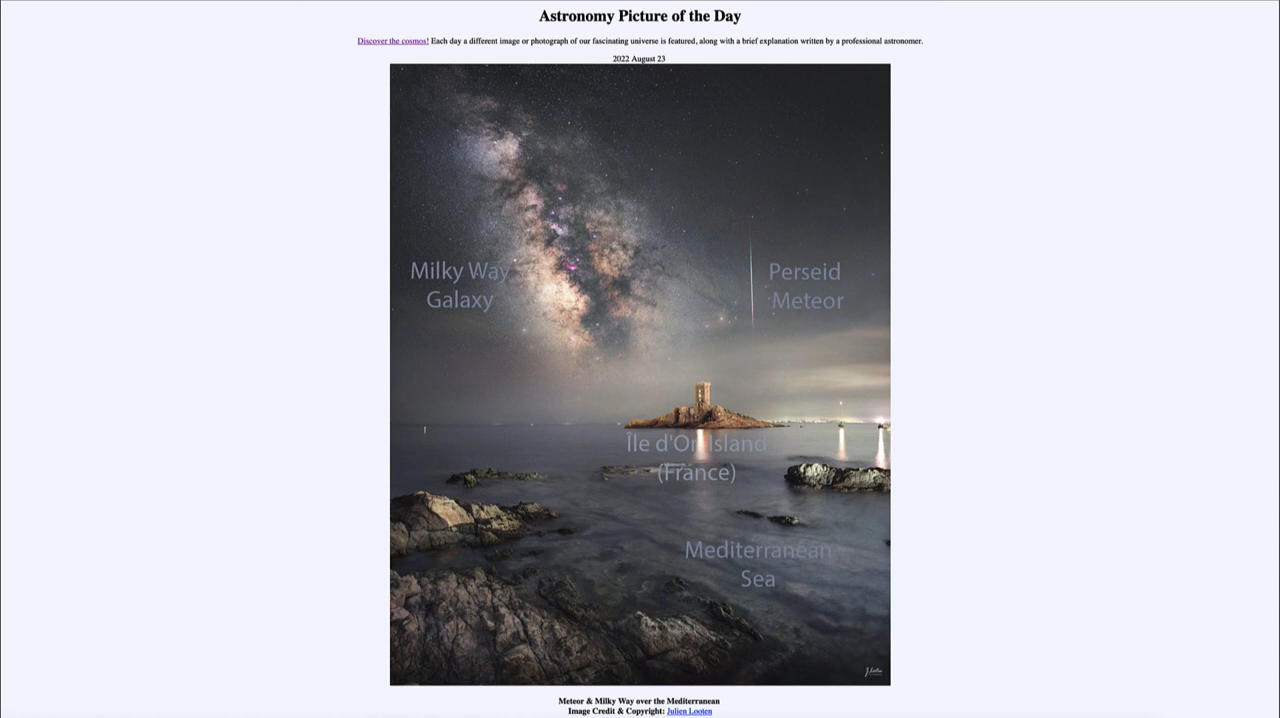 Astronomy Picture of the Day
Discover the cosmos! Each day a different image or photograph of our fascinating universe is featured, along with a brief explanation written by a professional astronomer.
2022 August 23
Milky Way
Galaxy
Perseid
Meteor
Île d'Or Island
(France)
Mediterranean
Sea
Meteor & Milky Way over the Mediterranean
Image Credit & Copyright: Julien Looten